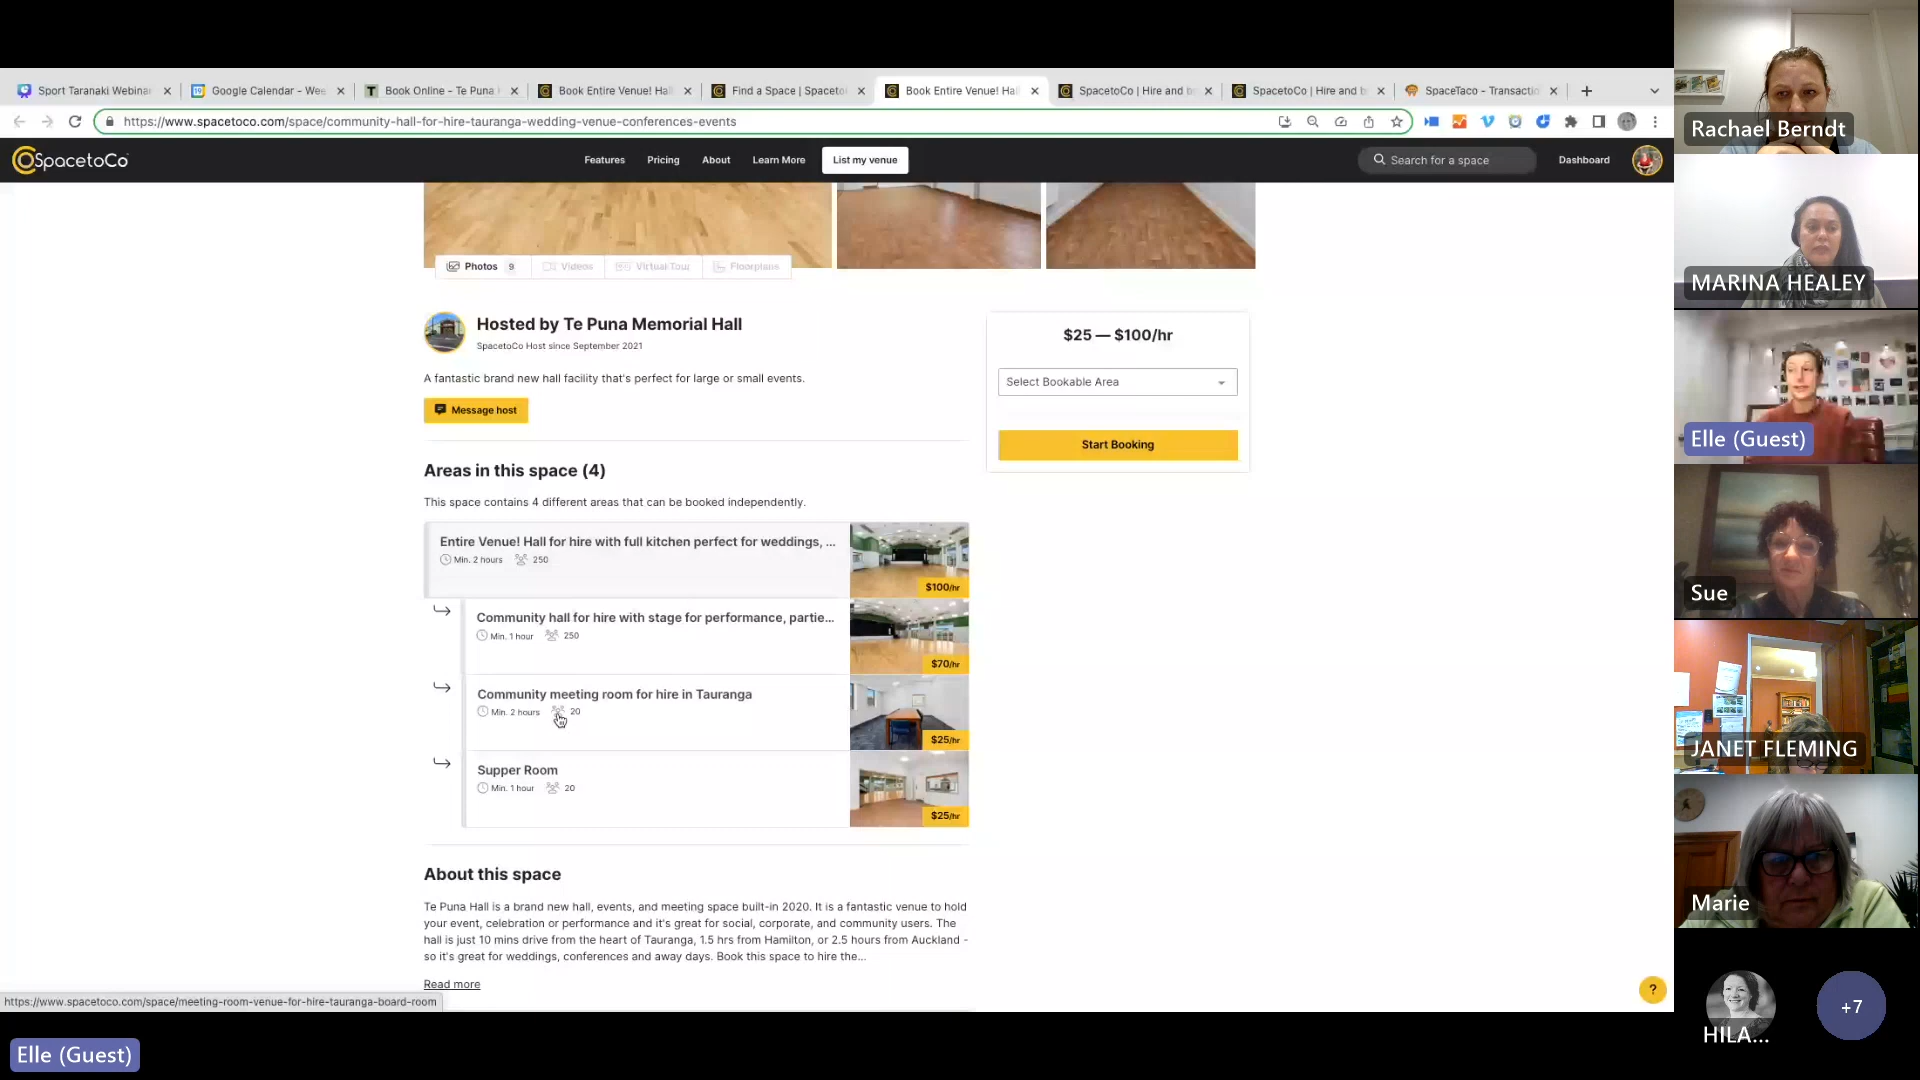 Sport Taranaki Webina
Google Calendar - Wee
Book Online - Te Puna
Book Entire Venue! Hal
Find a Space | Spaceto
Book Entire Venue! Hal
SpacetoCo | Hire and b
SpacetoCo | Hire and b
SpaceTaco - Transactio
https://www.spacetoco.com/space/community-hall-for-hire-tauranga-wedding-venue-conferences-events
SpacetoCo
Features
Pricing
About
Learn More
List my venue
Search for a space
Dashboard
Photos 9
Videos
Virtual Tour
Floorplans
Hosted by Te Puna Memorial Hall
SpacetoCo Host since September 2021
A fantastic brand new hall facility that's perfect for large or small events.
Message host
$25 — $100/hr
Select Bookable Area
Start Booking
Areas in this space (4)
This space contains 4 different areas that can be booked independently.
Entire Venue! Hall for hire with full kitchen perfect for weddings, ...
Min. 2 hours 250
$100/hr
Community hall for hire with stage for performance, partie...
Min. 1 hour 250
$70/hr
Community meeting room for hire in Tauranga
Min. 2 hours 20
$25/hr
Supper Room
Min. 1 hour 20
$25/hr
About this space
Te Puna Hall is a brand new hall, events, and meeting space built-in 2020. It is a fantastic venue to hold
your event, celebration or performance and it's great for social, corporate, and community users. The
hall is just 10 mins drive from the heart of Tauranga, 1.5 hrs from Hamilton, or 2.5 hours from Auckland -
so it's great for weddings, conferences and away days. Book this space to hire the...
Read more
?
https://www.spacetoco.com/space/meeting-room-venue-for-hire-tauranga-board-room
Elle (Guest)
Rachael Berndt
MARINA HEALEY
Elle (Guest)
Sue
JANET FLEMING
Marie
HILA...
+7